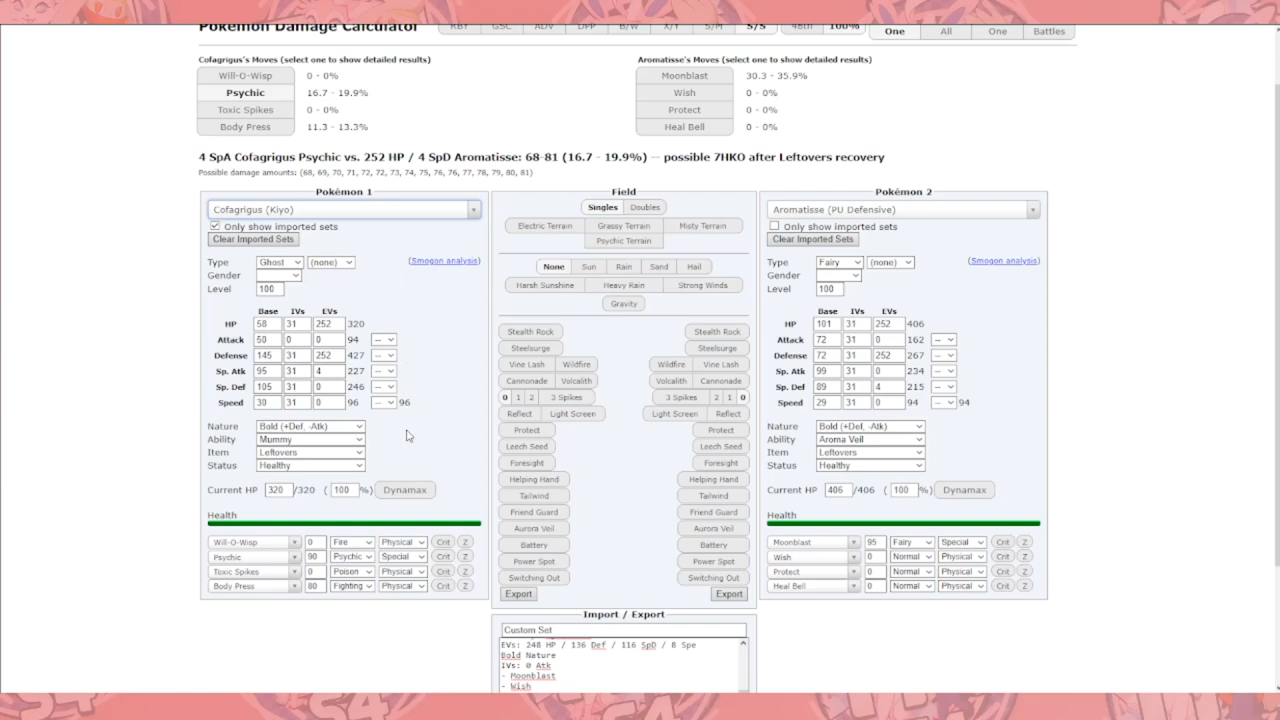 Pokémon Damage Calculator RBY GSC ADV DPP B/W X/Y S/M S/S 48th 100% One All One Battles
Cofagrigus's Moves (select one to show detailed results) Aromatisse's Moves (select one to show detailed results)
Will-O-Wisp 0 - 0% Moonblast 30.3 - 35.9%
Psychic 16.7 - 19.9% Wish 0 - 0%
Toxic Spikes 0 - 0% Protect 0 - 0%
Body Press 11.3 - 13.3% Heal Bell 0 - 0%
4 SpA Cofagrigus Psychic vs. 252 HP / 4 SpD Aromatisse: 68-81 (16.7 - 19.9%) -- possible 7HKO after Leftovers recovery
Possible damage amounts: (68, 69, 70, 71, 72, 72, 73, 74, 75, 76, 76, 77, 78, 79, 80, 81)
Pokémon 1
Cofagrigus (Kiyo)
Only show imported sets
Clear Imported Sets
Type Ghost (none) (Smogon analysis)
Gender
Level 100
Base IVs EVs
HP 58 31 252 320
Attack 50 0 0 94 --
Defense 145 31 252 427 --
Sp. Atk 95 31 4 227 --
Sp. Def 105 31 0 246 --
Speed 30 31 0 96 -- 96
Nature Bold (+Def, -Atk)
Ability Mummy
Item Leftovers
Status Healthy
Current HP 320 /320 ( 100 %) Dynamax
Health
Will-O-Wisp 0 Fire Physical Crit Z
Psychic 90 Psychic Special Crit Z
Toxic Spikes 0 Poison Physical Crit Z
Body Press 80 Fighting Physical Crit Z
Field
Singles Doubles
Electric Terrain Grassy Terrain Misty Terrain
Psychic Terrain
None Sun Rain Sand Hail
Harsh Sunshine Heavy Rain Strong Winds
Gravity
Stealth Rock Stealth Rock
Steelsurge Steelsurge
Vine Lash Wildfire Wildfire Vine Lash
Cannonade Volcalith Volcalith Cannonade
0 1 2 3 Spikes 3 Spikes 2 1 0
Reflect Light Screen Light Screen Reflect
Protect Protect
Leech Seed Leech Seed
Foresight Foresight
Helping Hand Helping Hand
Tailwind Tailwind
Friend Guard Friend Guard
Aurora Veil Aurora Veil
Battery Battery
Power Spot Power Spot
Switching Out Switching Out
Export Export
Import / Export
Custom Set
EVs: 248 HP / 136 Def / 116 SpD / 8 Spe
Bold Nature
IVs: 0 Atk
- Moonblast
- Wish
Pokémon 2
Aromatisse (PU Defensive)
Only show imported sets
Clear Imported Sets
Type Fairy (none) (Smogon analysis)
Gender
Level 100
Base IVs EVs
HP 101 31 252 406
Attack 72 31 0 162 --
Defense 72 31 252 267 --
Sp. Atk 99 31 0 234 --
Sp. Def 89 31 4 215 --
Speed 29 31 0 94 -- 94
Nature Bold (+Def, -Atk)
Ability Aroma Veil
Item Leftovers
Status Healthy
Current HP 406 /406 ( 100 %) Dynamax
Health
Moonblast 95 Fairy Special Crit Z
Wish 0 Normal Physical Crit Z
Protect 0 Normal Physical Crit Z
Heal Bell 0 Normal Physical Crit Z